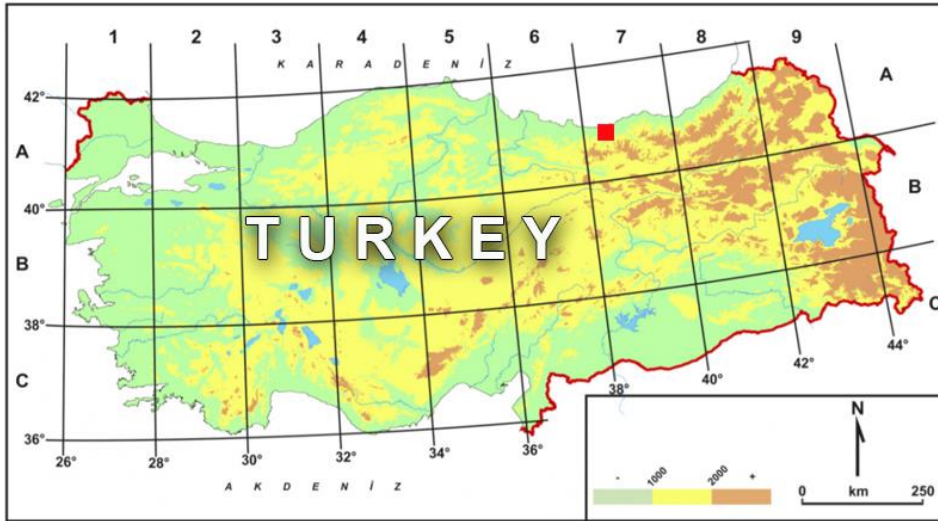 1 2 3 4 5 6 7 8 9
K A R A D E N İ Z
A
42°
A
B
40°
TURKEY
B
38°
C
C
42° 44°
38° 40°
36°
26° 28° 30° 32° 34° 36°
N
- 1000 2000 +
0 km 250
A K D E N İ Z